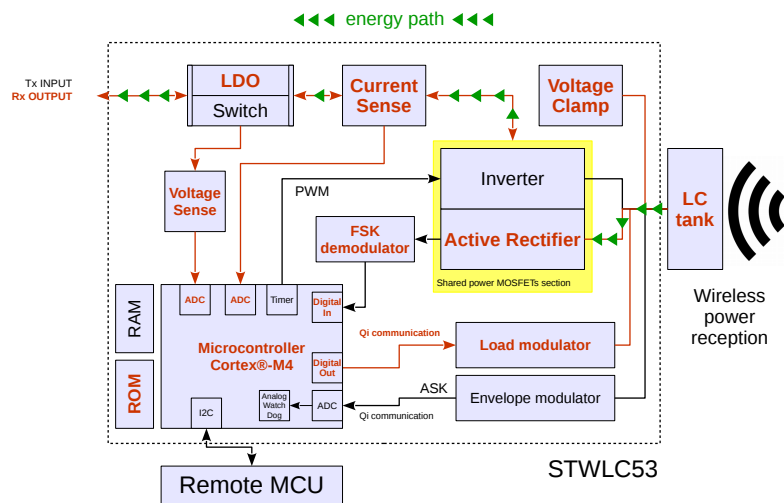 energy path
Tx INPUT
Rx OUTPUT
LDO
Switch
Current
Sense
Voltage
Clamp
Voltage
Sense
PWM
Inverter
Active Rectifier
Shared power MOSFETs section
LC
tank
FSK
demodulator
Wireless
power
reception
RAM
ROM
ADC
ADC
Timer
Digital
In
Microcontroller
Cortex®-M4
Digital
Out
Qi communication
Load modulator
I2C
Analog
Watch
Dog
ADC
ASK
Qi communication
Envelope modulator
Remote MCU
STWLC53